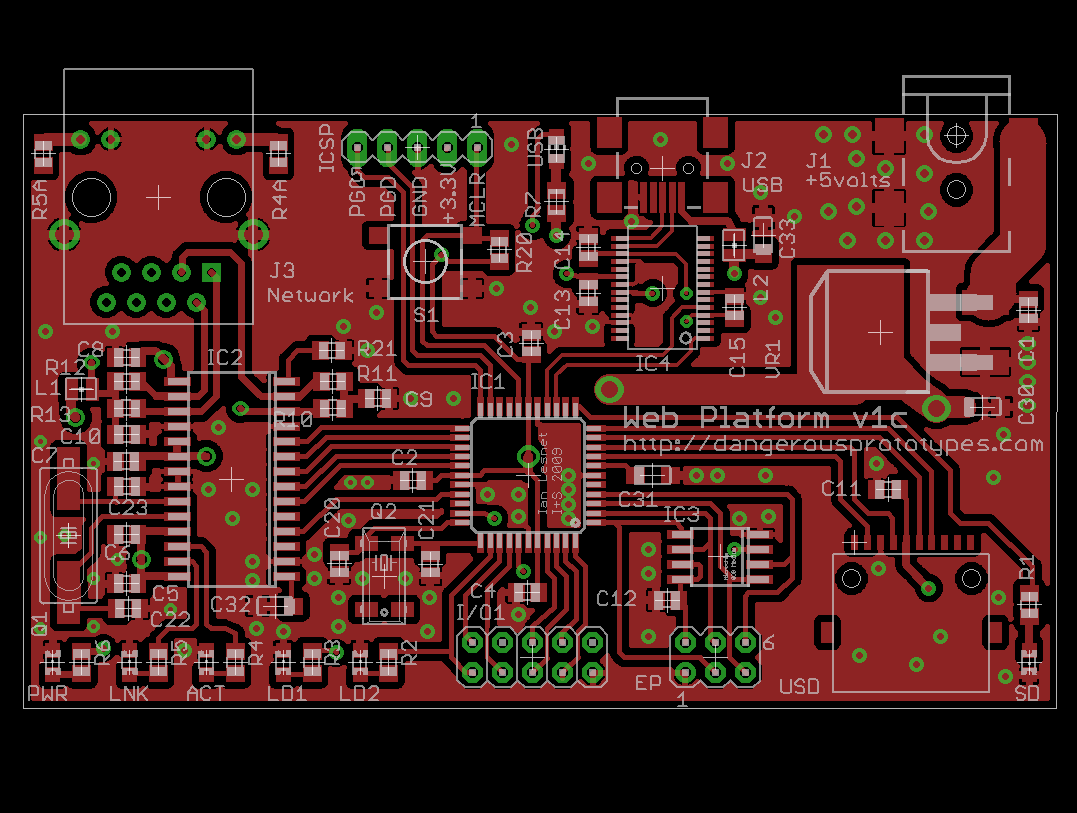 1
ICSP
PGC
PGD
GND
+3.3V
MCLR
USB
R7
J2
USB
J1
+5volts
R5A
R4A
J3
Network
R20
S1
C14
C13
C33
L2
C15
VR1
IC4
C1
C30
C3
C8
R12
L1
R13
C10
C7
IC2
R21
R11
R10
C9
IC1
Web Platform v1c
http://dangerousprototypes.com
Ian Lesnet
I+S 2009
C2
C31
C11
IC3
C23
C20
Q2
C21
C6
C5
C22
C32
C4
I/O1
C12
R1
Q1
R6
R5
R4
R3
R2
6
PWR
LNK
ACT
LD1
LD2
EP
1
USD
SD